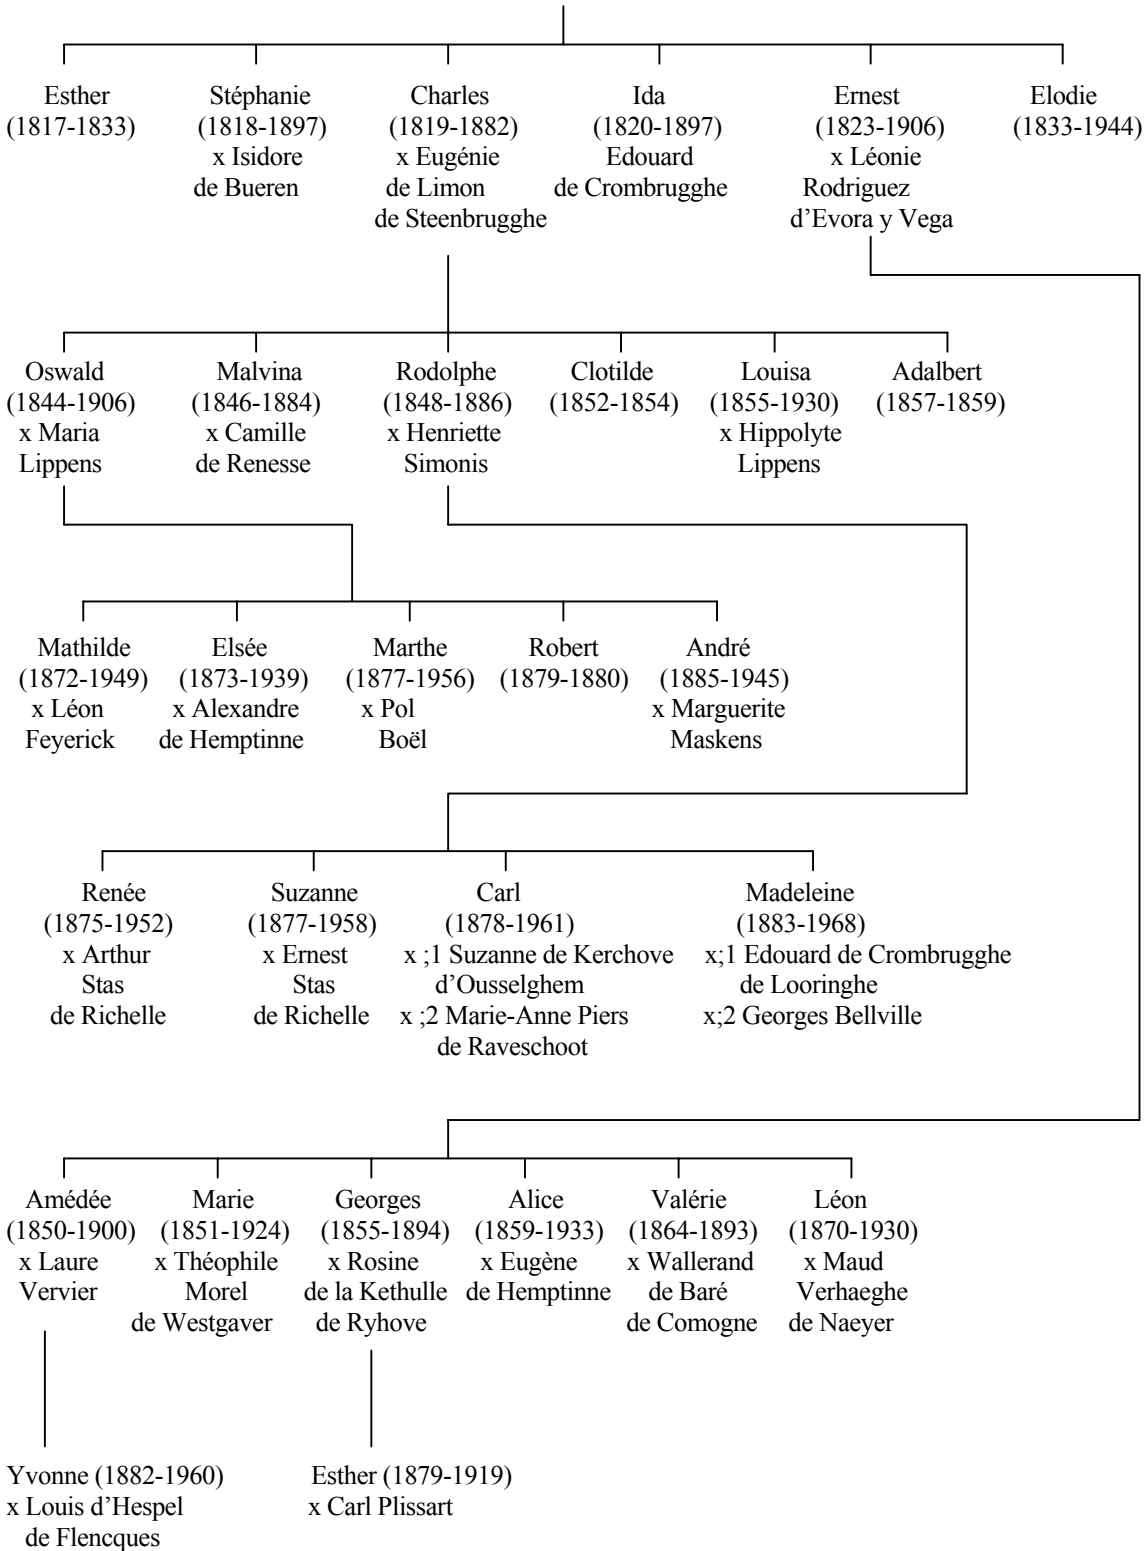 Esther
(1817-1833)
Stéphanie
(1818-1897)
x Isidore
de Bueren
Charles
(1819-1882)
x Eugénie
de Limon
de Steenbrugghe
Ida
(1820-1897)
Edouard
de Crombrugghe
Ernest
(1823-1906)
x Léonie
Rodriguez
d’Evora y Vega
Elodie
(1833-1944)
Oswald
(1844-1906)
x Maria
Lippens
Malvina
(1846-1884)
x Camille
de Renesse
Rodolphe
(1848-1886)
x Henriette
Simonis
Clotilde
(1852-1854)
Louisa
(1855-1930)
x Hippolyte
Lippens
Adalbert
(1857-1859)
Mathilde
(1872-1949)
x Léon
Feyerick
Elsée
(1873-1939)
x Alexandre
de Hemptinne
Marthe
(1877-1956)
x Pol
Boël
Robert
(1879-1880)
André
(1885-1945)
x Marguerite
Maskens
Renée
(1875-1952)
x Arthur
Stas
de Richelle
Suzanne
(1877-1958)
x Ernest
Stas
de Richelle
Carl
(1878-1961)
x ;1 Suzanne de Kerchove
d’Ousselghem
x ;2 Marie-Anne Piers
de Raveschoot
Madeleine
(1883-1968)
x;1 Edouard de Crombrugghe
de Looringhe
x;2 Georges Bellville
Amédée
(1850-1900)
x Laure
Vervier
Marie
(1851-1924)
x Théophile
Morel
de Westgaver
Georges
(1855-1894)
x Rosine
de la Kethulle
de Ryhove
Alice
(1859-1933)
x Eugène
de Hemptinne
Valérie
(1864-1893)
x Wallerand
de Baré
de Comogne
Léon
(1870-1930)
x Maud
Verhaeghe
de Naeyer
Yvonne (1882-1960)
x Louis d’Hespel
de Flencques
Esther (1879-1919)
x Carl Plissart